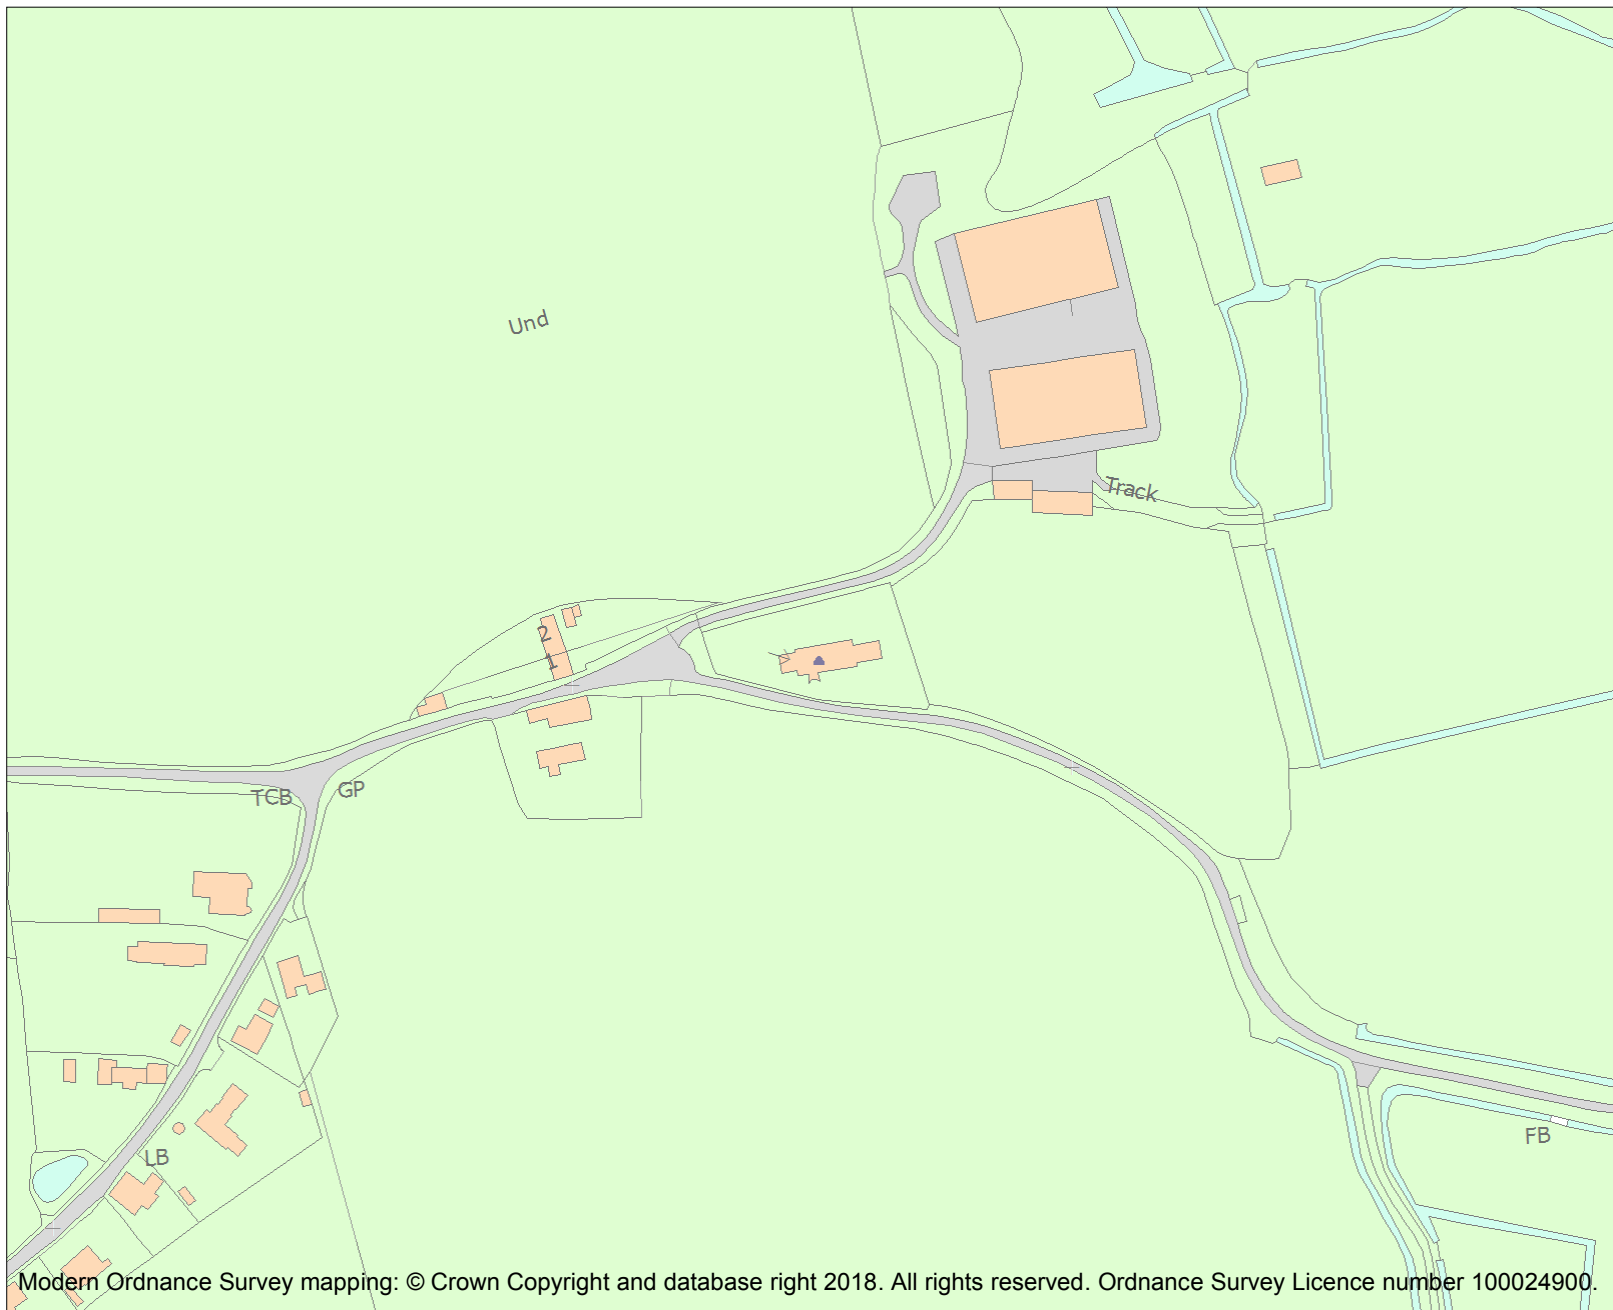 Und
Track
2
1
TCB
GP
LB
FB
Modern Ordnance Survey mapping: © Crown Copyright and database right 2018. All rights reserved. Ordnance Survey Licence number 100024900.